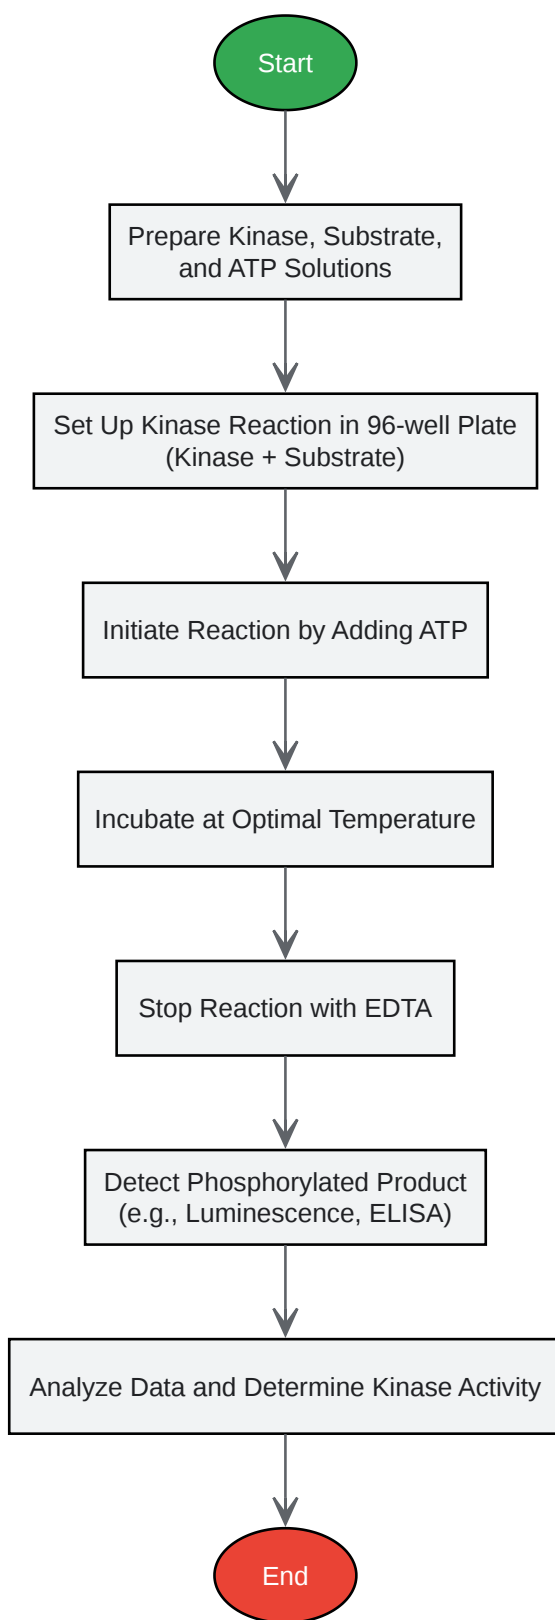 Start
Prepare Kinase, Substrate,
and ATP Solutions
Set Up Kinase Reaction in 96-well Plate
(Kinase + Substrate)
Initiate Reaction by Adding ATP
Incubate at Optimal Temperature
Stop Reaction with EDTA
Detect Phosphorylated Product
(e.g., Luminescence, ELISA)
Analyze Data and Determine Kinase Activity
End